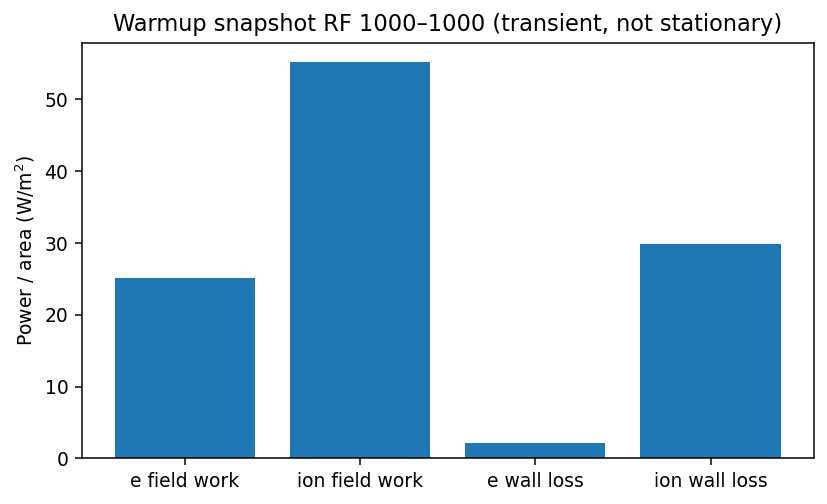 Warmup snapshot RF 1000–1000 (transient, not stationary)
Power / area (W/m²)
50
40
30
20
10
0
e field work
ion field work
e wall loss
ion wall loss